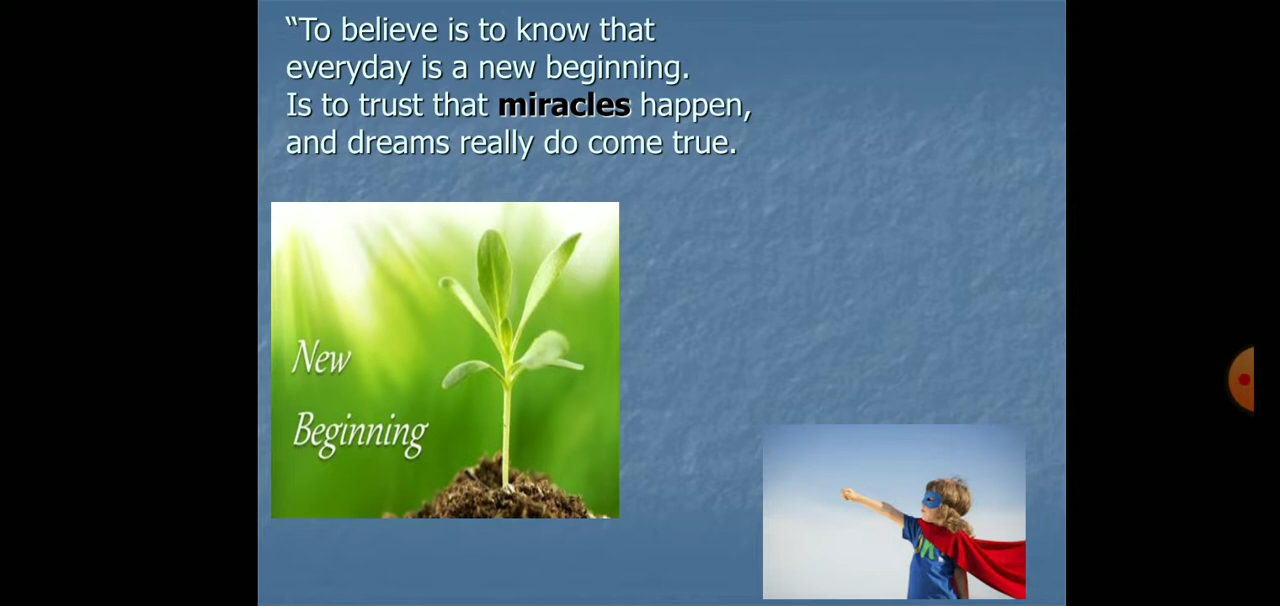 “To believe is to know that
everyday is a new beginning.
Is to trust that miracles happen,
and dreams really do come true.
New
Beginning